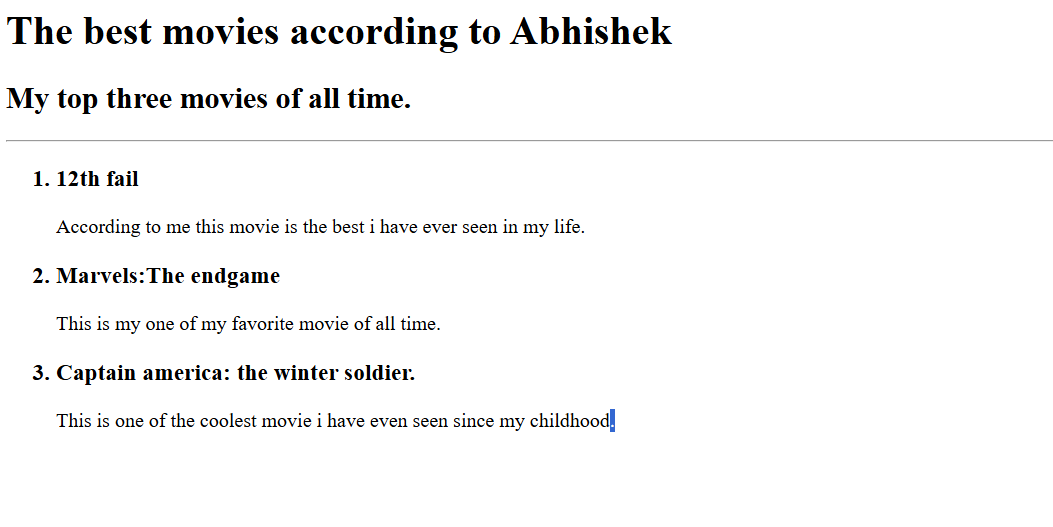 The best movies according to Abhishek
My top three movies of all time.
1. 12th fail
According to me this movie is the best i have ever seen in my life.
2. Marvels:The endgame
This is my one of my favorite movie of all time.
3. Captain america: the winter soldier.
This is one of the coolest movie i have even seen since my childhood.